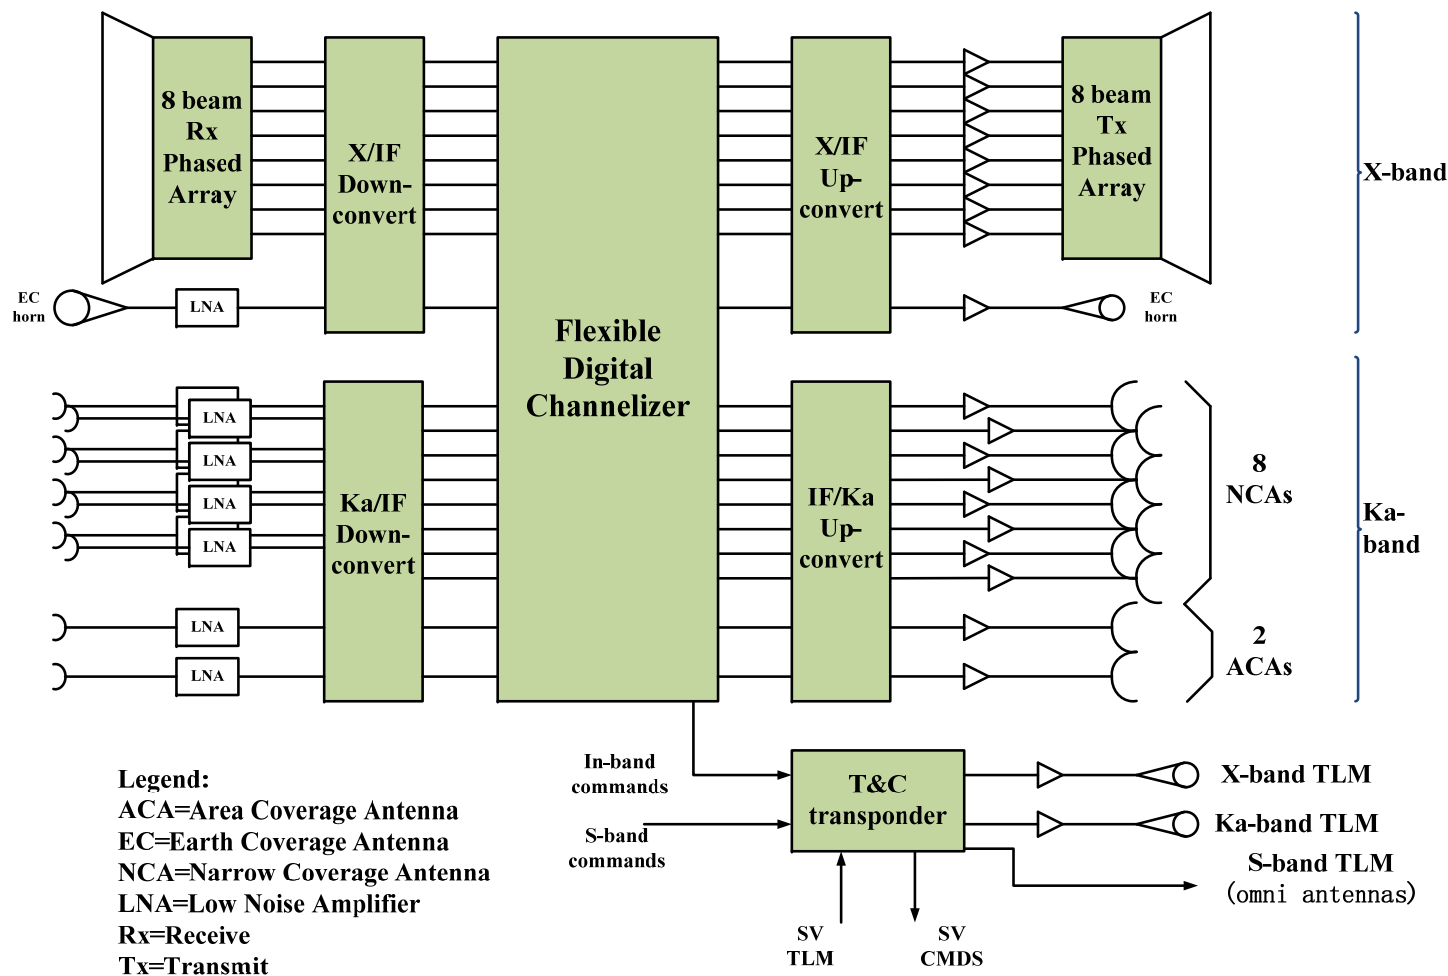 8 beam
Rx
Phased
Array
X/IF
Down-
convert
Flexible
Digital
Channelizer
X/IF
Up-
convert
8 beam
Tx
Phased
Array
X-band
EC
horn
LNA
EC
horn
LNA
LNA
LNA
LNA
LNA
LNA
Ka/IF
Down-
convert
IF/Ka
Up-
convert
8
NCAs
2
ACAs
Ka-
band
In-band
commands
S-band
commands
T&C
transponder
X-band TLM
Ka-band TLM
S-band TLM
(omni antennas)
SV
TLM
SV
CMDS
Legend:
ACA=Area Coverage Antenna
EC=Earth Coverage Antenna
NCA=Narrow Coverage Antenna
LNA=Low Noise Amplifier
Rx=Receive
Tx=Transmit